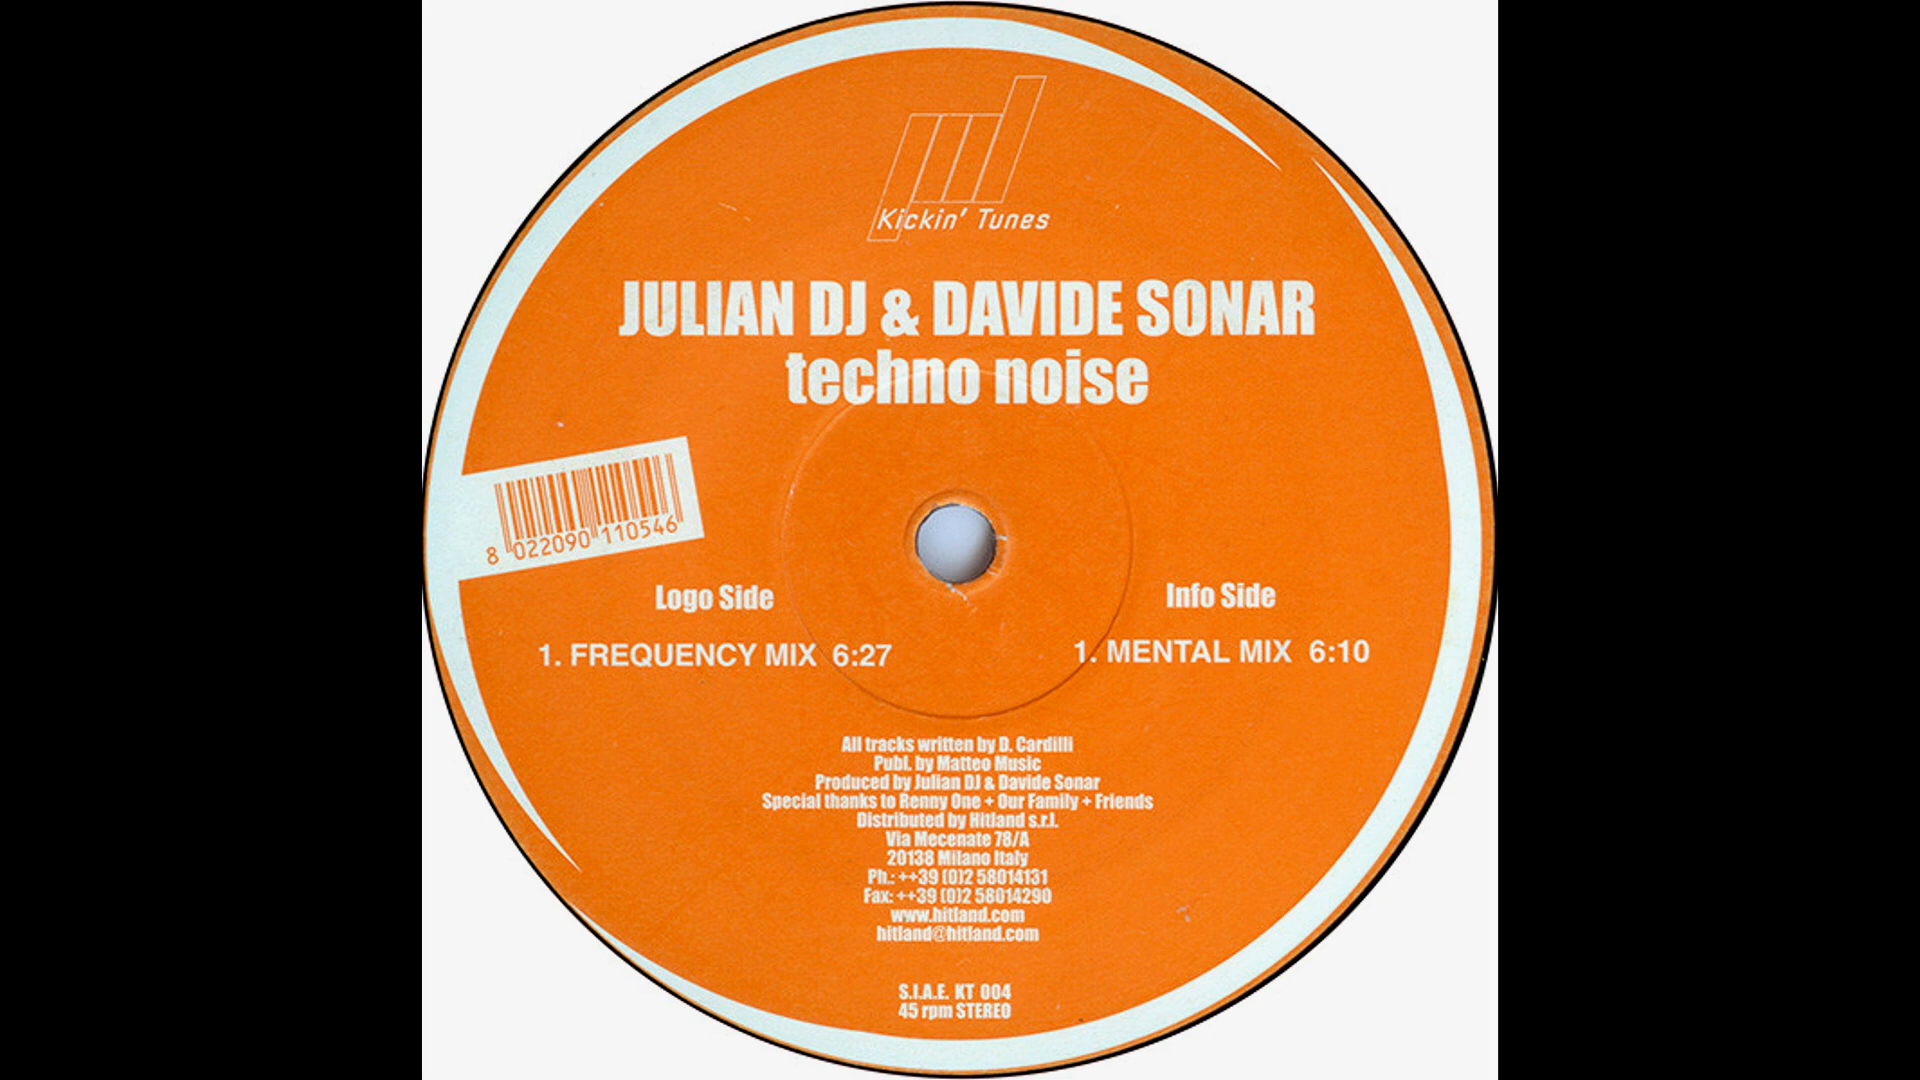 Kickin' Tunes
JULIAN DJ & DAVIDE SONAR
techno noise
8 022090 110546
Logo Side
Info Side
1. FREQUENCY MIX 6:27
1. MENTAL MIX 6:10
All tracks written by D. Cardilli
Publ. by Matteo Music
Produced by Julian DJ & Davide Sonar
Special thanks to Renny One + Our Family + Friends
Distributed by Hitland s.r.l.
Via Mecenate 78/A
20138 Milano Italy
Ph.: ++39 (0)2 58014131
Fax: ++39 (0)2 58014290
www.hitland.com
hitland@hitland.com
S.I.A.E. KT 004
45 rpm STEREO